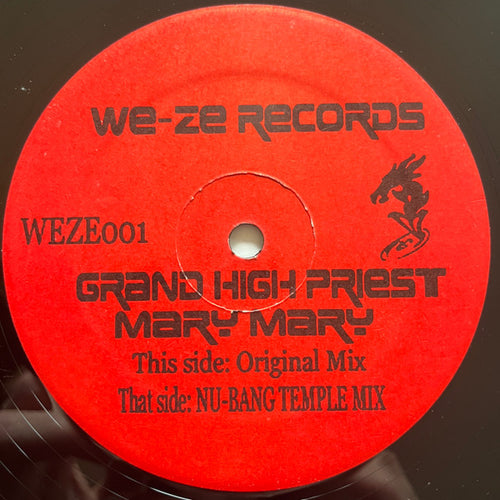 WE-ZE RECORDS
WEZE001
GRAND HIGH PRIEST
MARY MARY
This side: Original Mix
That side: NU-BANG TEMPLE MIX